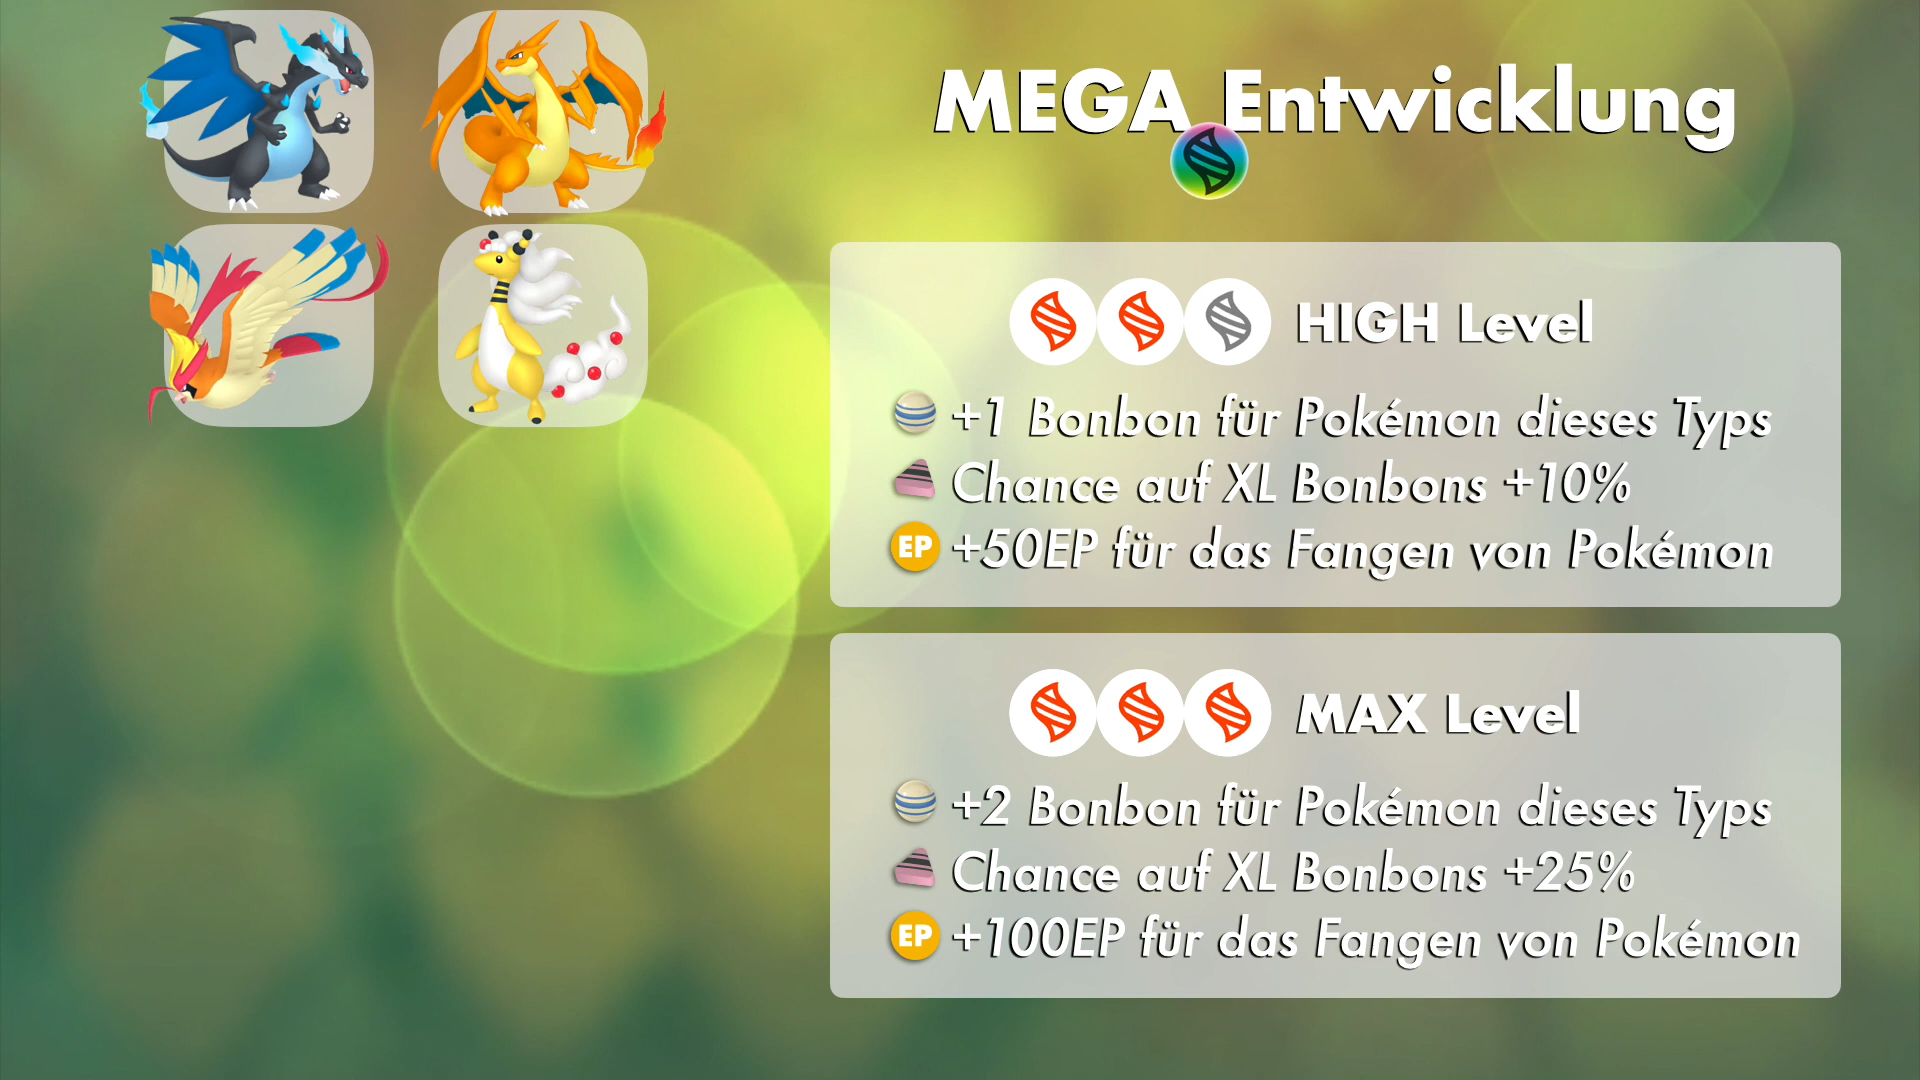 MEGA Entwicklung
HIGH Level
+1 Bonbon für Pokémon dieses Typs
Chance auf XL Bonbons +10%
EP +50EP für das Fangen von Pokémon
MAX Level
+2 Bonbon für Pokémon dieses Typs
Chance auf XL Bonbons +25%
EP +100EP für das Fangen von Pokémon